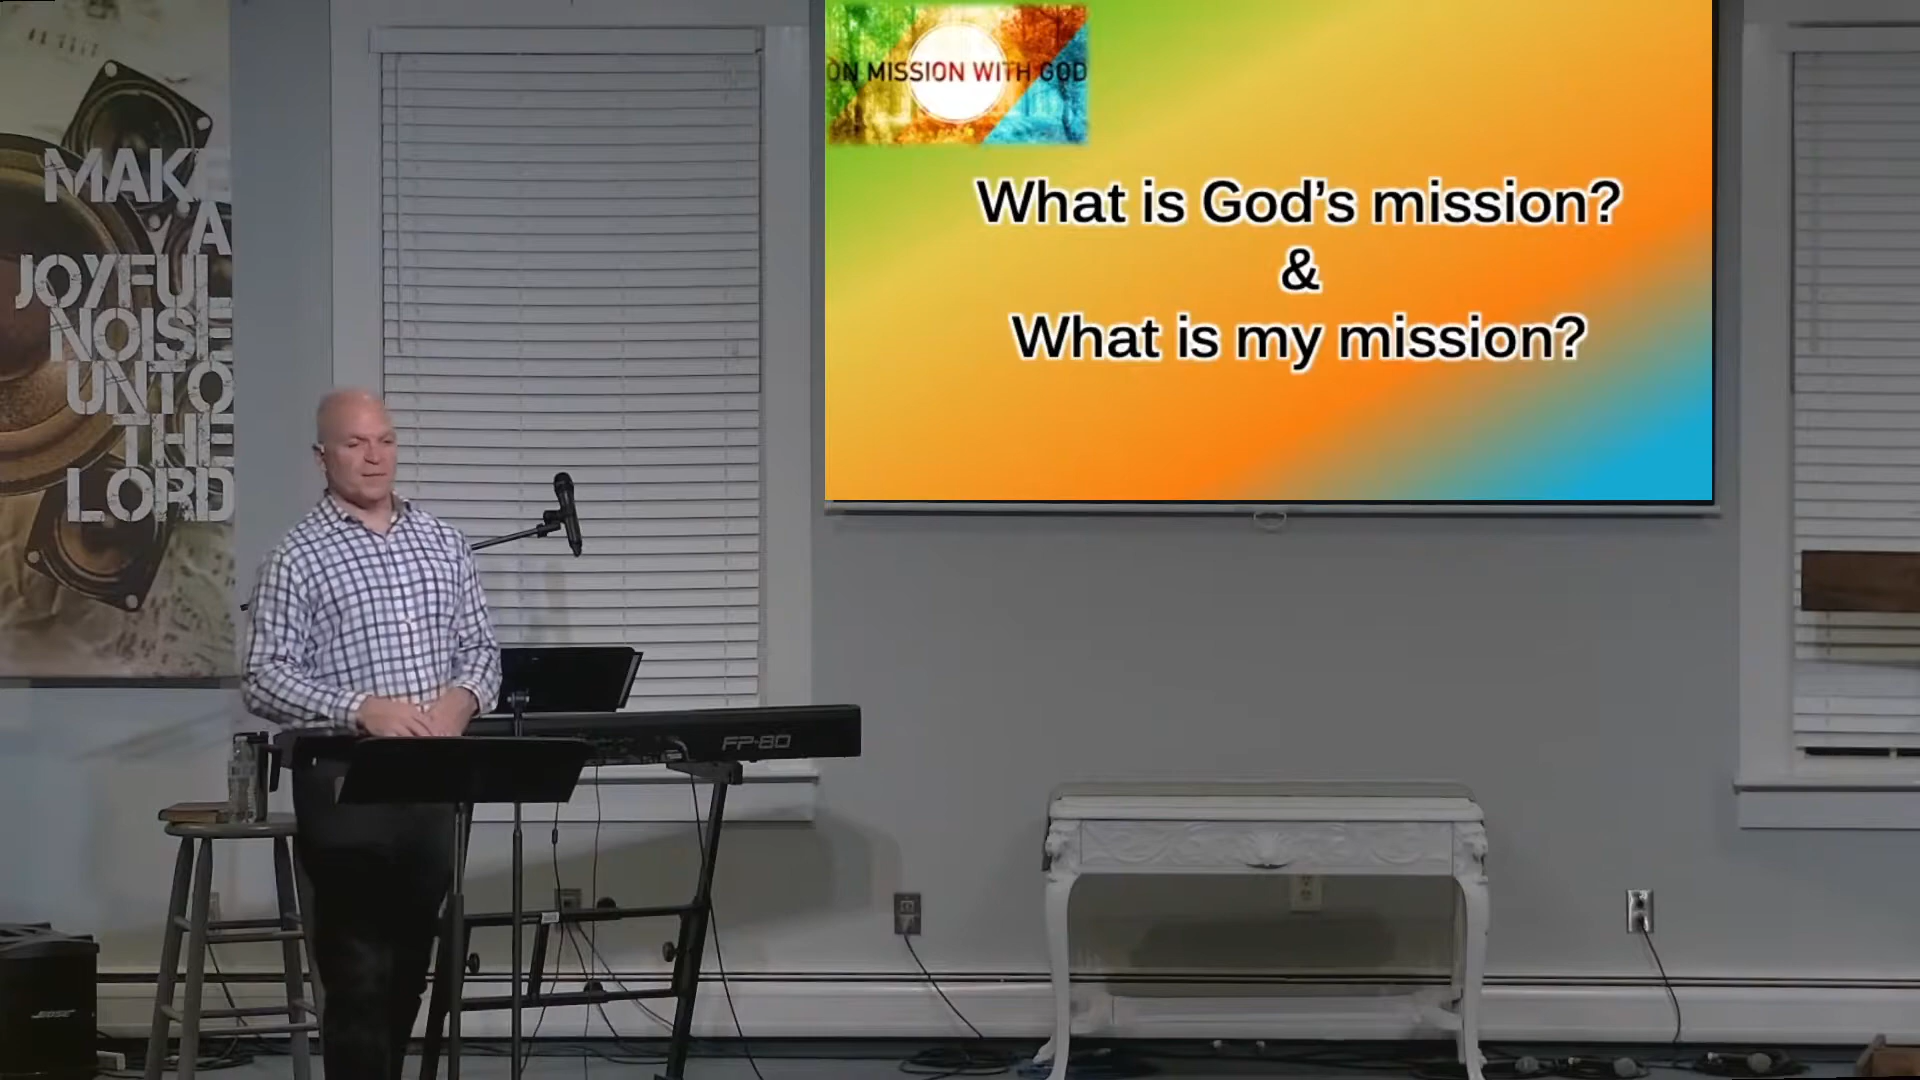 MAKE
A
JOYFUL
NOISE
UNTO
THE
LORD
ON MISSION WITH GOD
What is God's mission?
&
What is my mission?
FP-80
BOSE